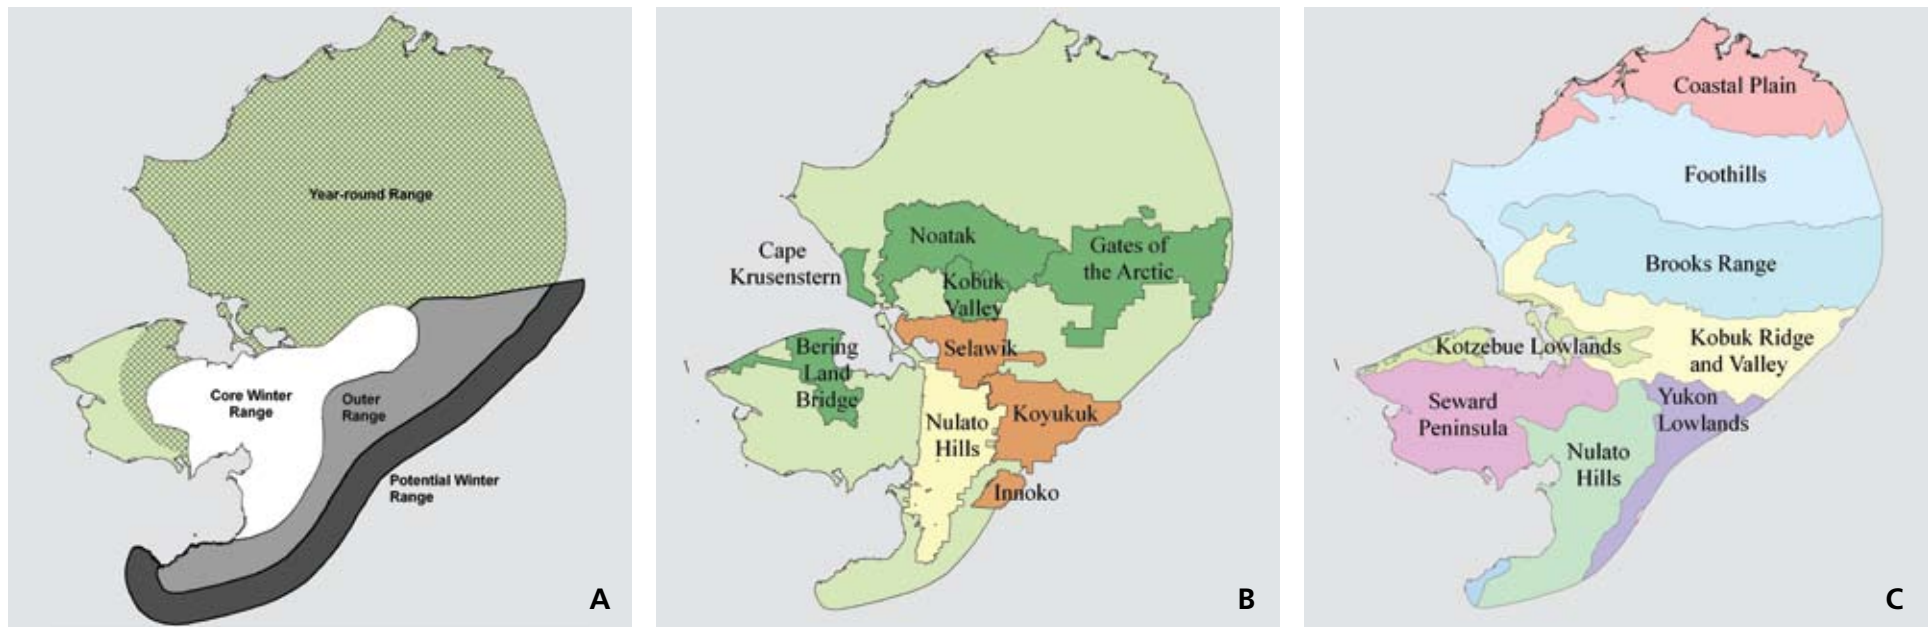 Year-round Range
Core Winter
Range
Outer
Range
Potential Winter
Range
A
Noatak
Gates of
the Arctic
Cape
Krusenstern
Kobuk
Valley
Bering
Land
Bridge
Selawik
Nulato
Hills
Koyukuk
Innoko
B
Coastal Plain
Foothills
Brooks Range
Kobuk Ridge
and Valley
Kotzebue Lowlands
Seward
Peninsula
Yukon
Lowlands
Nulato
Hills
C